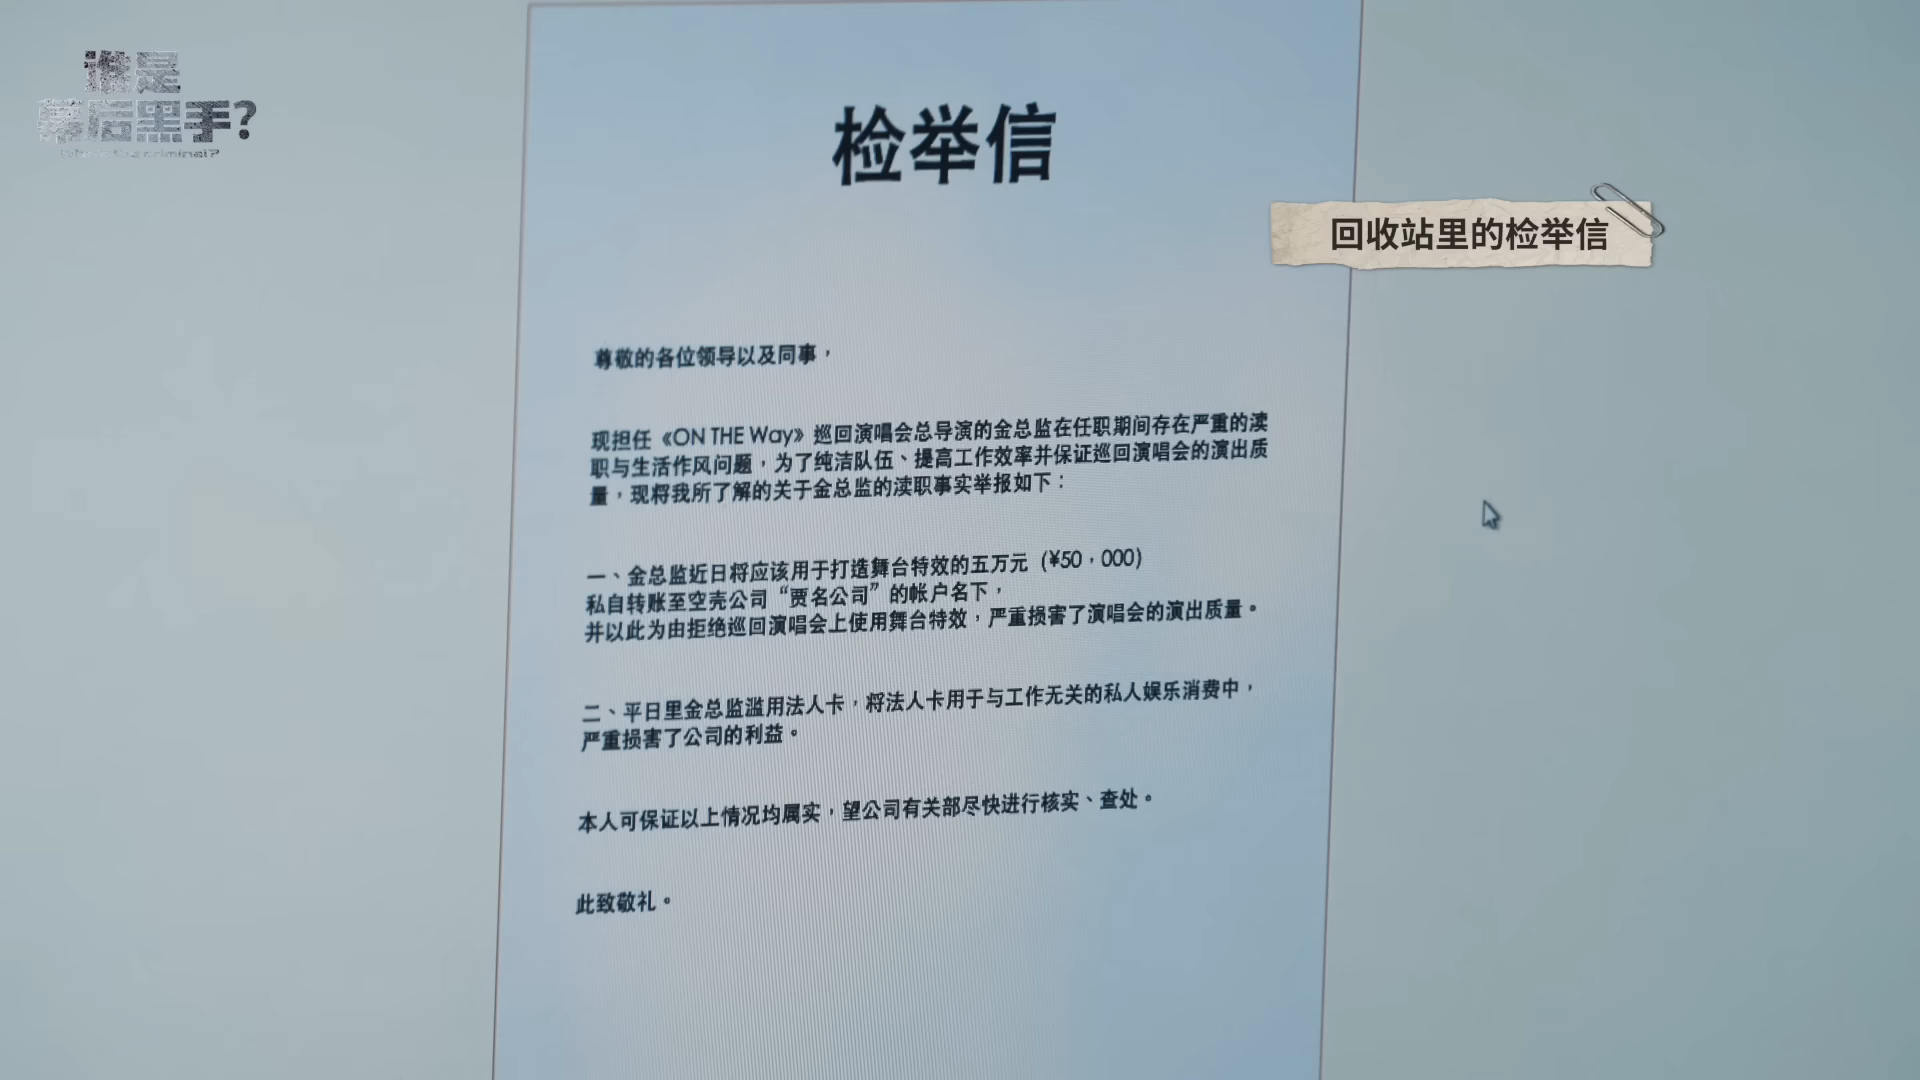 谁是
幕后黑手?
Who's the criminal?
检举信
回收站里的检举信
尊敬的各位领导以及同事，
现担任《ON THE Way》巡回演唱会总导演的金总监在任职期间存在严重的渎
职与生活作风问题，为了纯洁队伍、提高工作效率并保证巡回演唱会的演出质
量，现将我所了解的关于金总监的渎职事实举报如下：
一、金总监近日将应该用于打造舞台特效的五万元（¥50，000）
私自转账至空壳公司“贾名公司”的帐户名下，
并以此为由拒绝巡回演唱会上使用舞台特效，严重损害了演唱会的演出质量。
二、平日里金总监滥用法人卡，将法人卡用于与工作无关的私人娱乐消费中，
严重损害了公司的利益。
本人可保证以上情况均属实，望公司有关部尽快进行核实、查处。
此致敬礼。